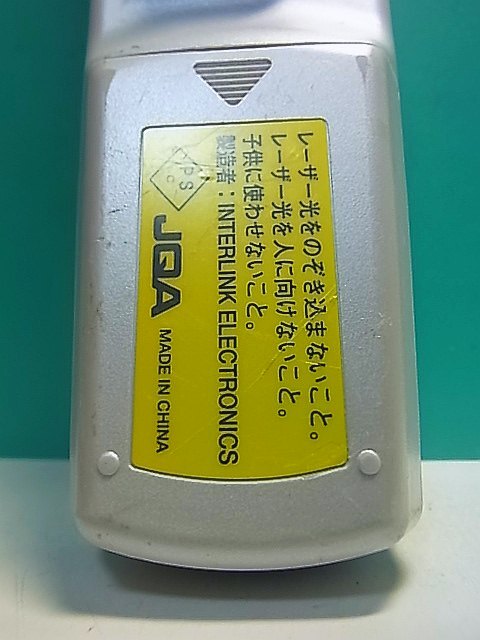 レーザー光をのぞき込まないこと。
レーザー光を人に向けないこと。
子供に使わせないこと。
製造者：INTERLINK ELECTRONICS
PS
C
JQA MADE IN CHINA